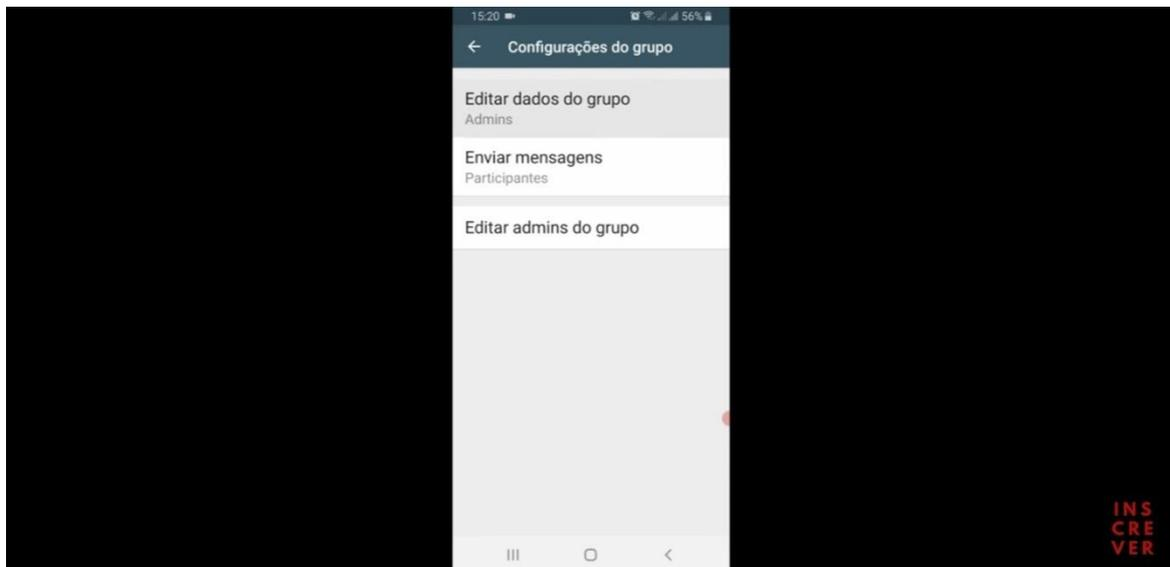 15:20 56%
Configurações do grupo
Editar dados do grupo
Admins
Enviar mensagens
Participantes
Editar admins do grupo
INS
CRE
VER